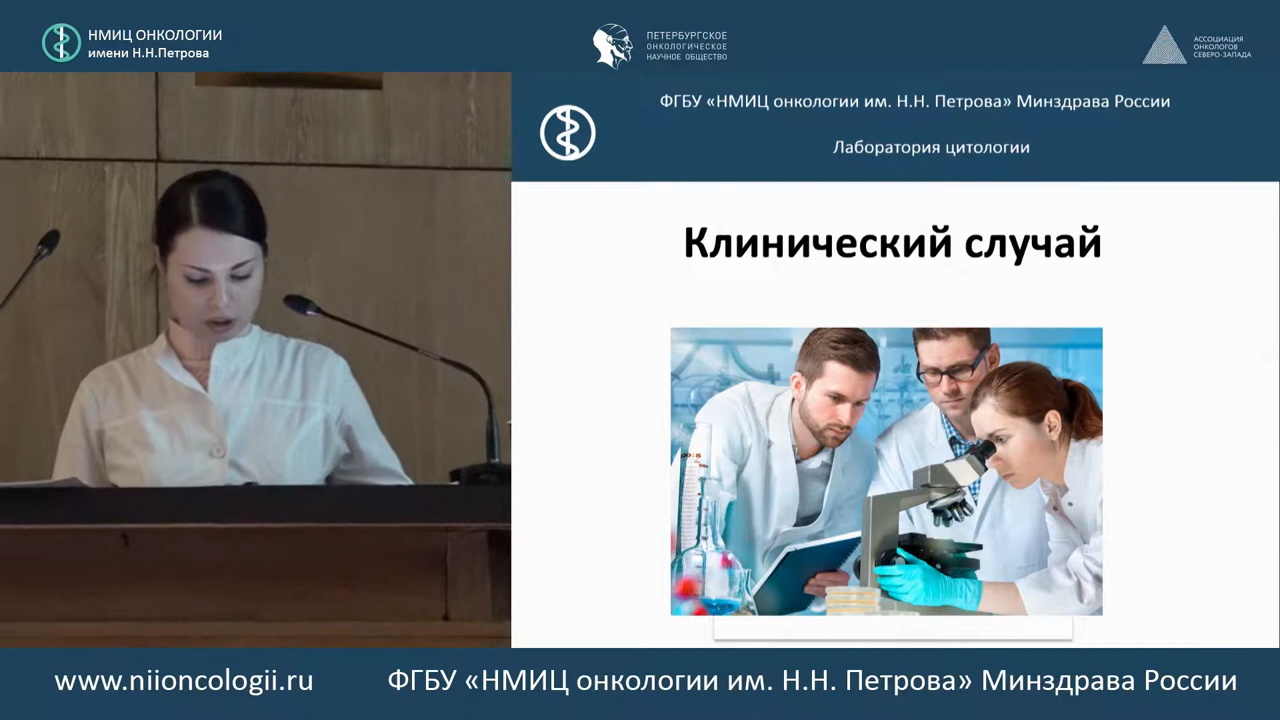 НМИЦ ОНКОЛОГИИ
имени Н.Н.Петрова
ПЕТЕРБУРГСКОЕ
ОНКОЛОГИЧЕСКОЕ
НАУЧНОЕ ОБЩЕСТВО
АССОЦИАЦИЯ
ОНКОЛОГОВ
СЕВЕРО-ЗАПАДА
ФГБУ «НМИЦ онкологии им. Н.Н. Петрова» Минздрава России
Лаборатория цитологии
Клинический случай
www.niioncologii.ru
ФГБУ «НМИЦ онкологии им. Н.Н. Петрова» Минздрава России